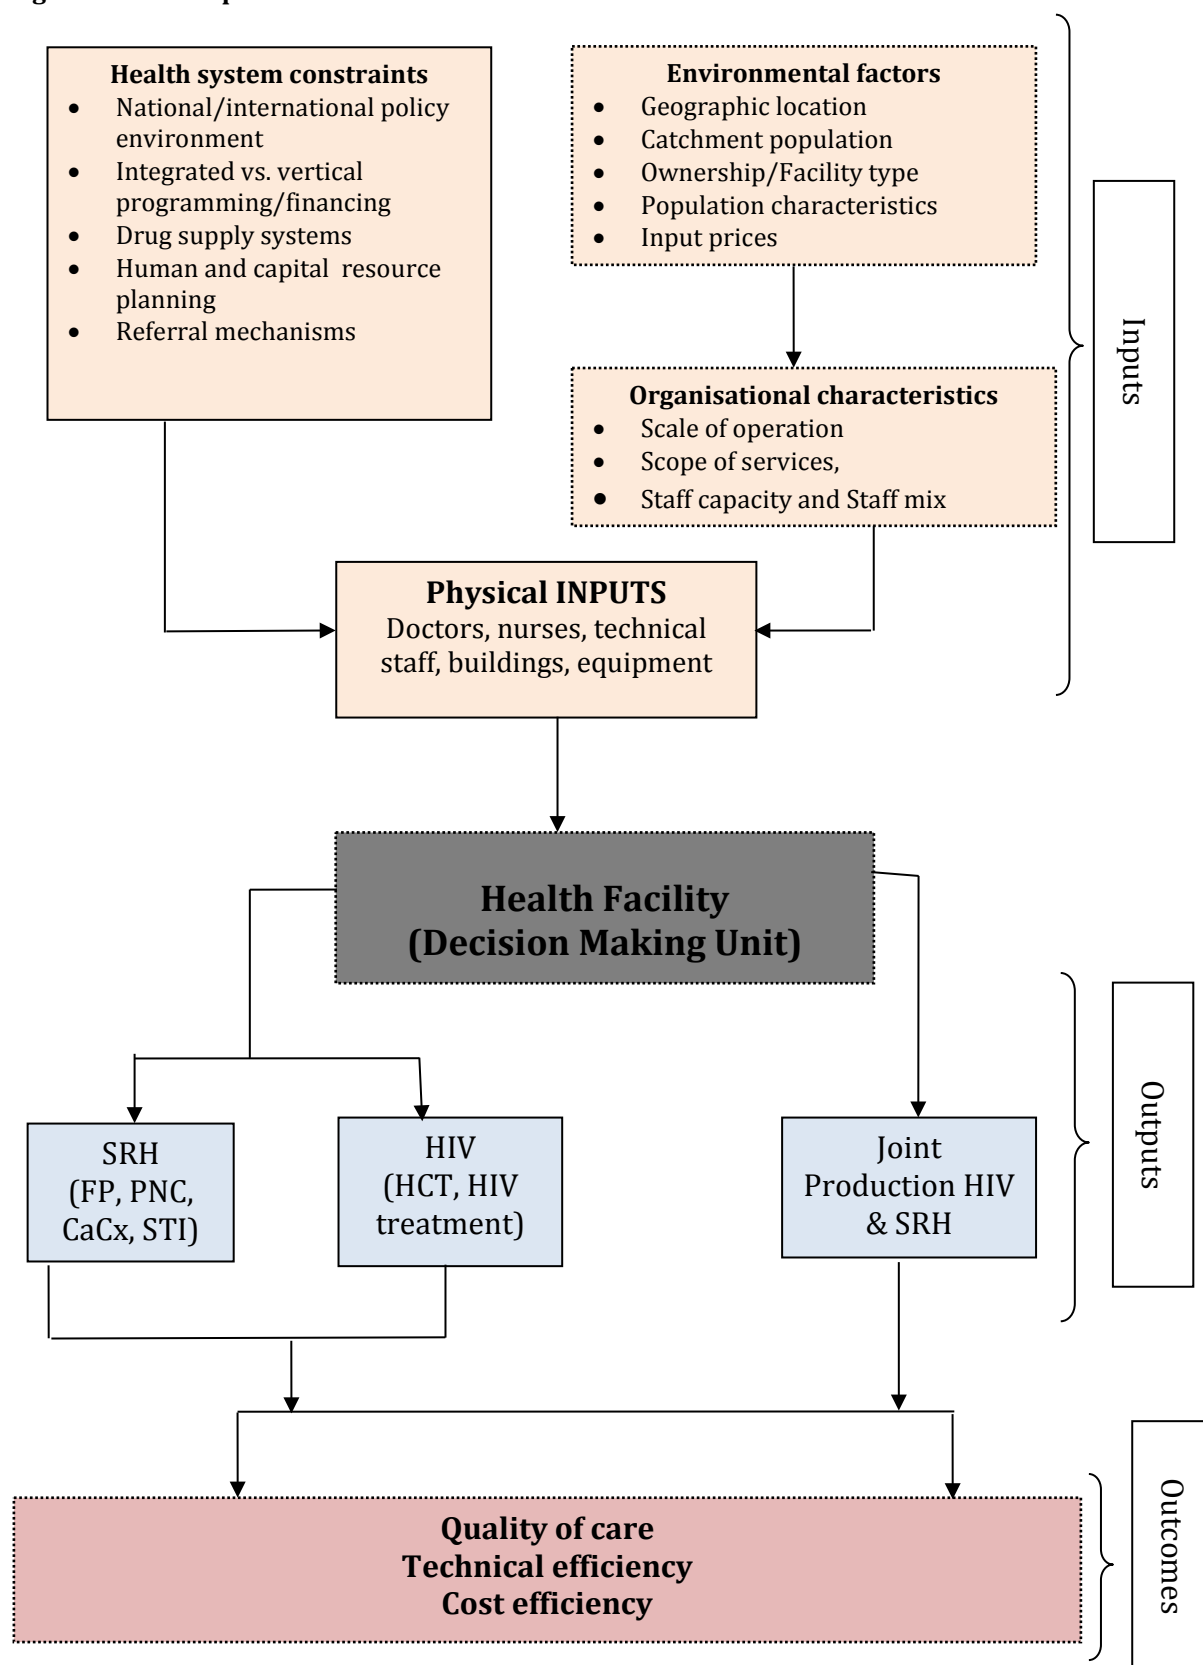 Health system constraints
• National/international policy
environment
• Integrated vs. vertical
programming/financing
• Drug supply systems
• Human and capital resource
planning
• Referral mechanisms
Environmental factors
• Geographic location
• Catchment population
• Ownership/Facility type
• Population characteristics
• Input prices
Organisational characteristics
• Scale of operation
• Scope of services,
• Staff capacity and Staff mix
Inputs
Physical INPUTS
Doctors, nurses, technical
staff, buildings, equipment
Health Facility
(Decision Making Unit)
SRH
(FP, PNC,
CaCx, STI)
HIV
(HCT, HIV
treatment)
Joint
Production HIV
& SRH
Outputs
Quality of care
Technical efficiency
Cost efficiency
Outcomes